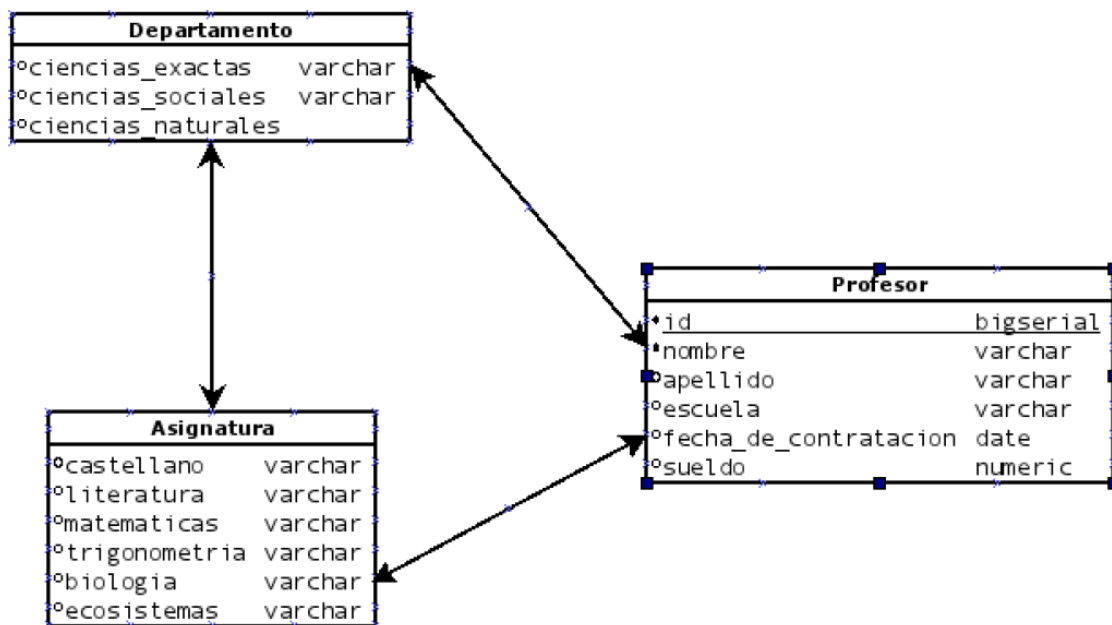 Departamento
ciencias_exactas varchar
ciencias_sociales varchar
ciencias_naturales
Profesor
id bigserial
nombre varchar
apellido varchar
escuela varchar
fecha_de_contratacion date
sueldo numeric
Asignatura
castellano varchar
literatura varchar
matematicas varchar
trigonometria varchar
biologia varchar
ecosistemas varchar